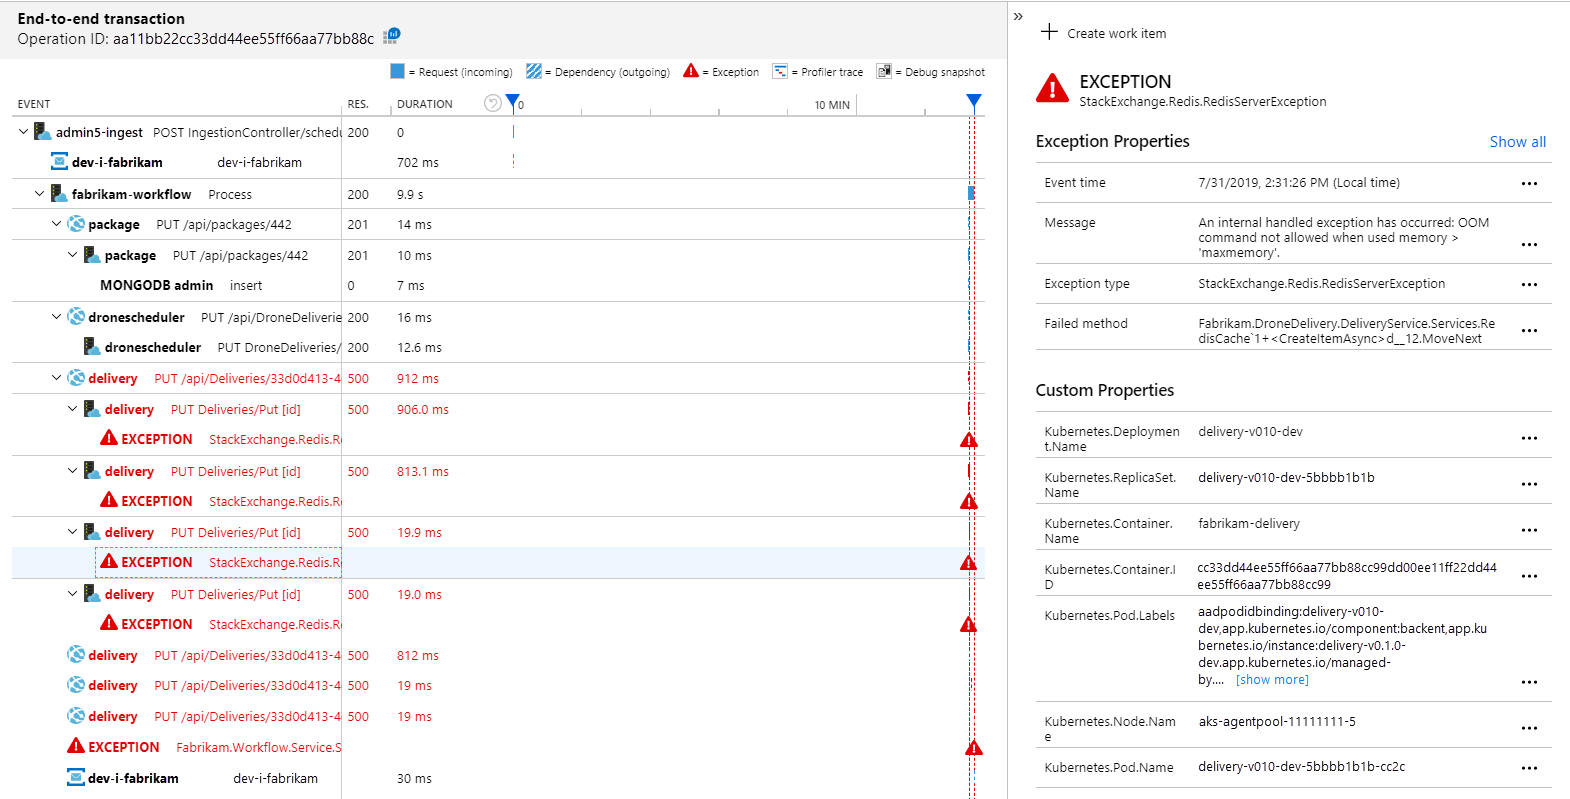 End-to-end transaction
Operation ID: aa11bb22cc33dd44ee55ff66aa77bb88c
= Request (incoming) = Dependency (outgoing) = Exception = Profiler trace = Debug snapshot
EVENT RES. DURATION 0 10 MIN
admin5-ingest POST IngestionController/schedu 200 0
dev-i-fabrikam dev-i-fabrikam 702 ms
fabrikam-workflow Process 200 9.9 s
package PUT /api/packages/442 201 14 ms
package PUT /api/packages/442 201 10 ms
MONGODB admin insert 0 7 ms
dronescheduler PUT /api/DroneDeliverie 200 16 ms
dronescheduler PUT DroneDeliveries/ 200 12.6 ms
delivery PUT /api/Deliveries/33d0d413-4 500 912 ms
delivery PUT Deliveries/Put [id] 500 906.0 ms
EXCEPTION StackExchange.Redis.R
delivery PUT Deliveries/Put [id] 500 813.1 ms
EXCEPTION StackExchange.Redis.R
delivery PUT Deliveries/Put [id] 500 19.9 ms
EXCEPTION StackExchange.Redis.R
delivery PUT Deliveries/Put [id] 500 19.0 ms
EXCEPTION StackExchange.Redis.R
delivery PUT /api/Deliveries/33d0d413-4 500 812 ms
delivery PUT /api/Deliveries/33d0d413-4 500 19 ms
delivery PUT /api/Deliveries/33d0d413-4 500 19 ms
EXCEPTION Fabrikam.Workflow.Service.S
dev-i-fabrikam dev-i-fabrikam 30 ms
»
Create work item
EXCEPTION
StackExchange.Redis.RedisServerException
Exception Properties Show all
Event time 7/31/2019, 2:31:26 PM (Local time) •••
Message An internal handled exception has occurred: OOM
command not allowed when used memory >
'maxmemory'. •••
Exception type StackExchange.Redis.RedisServerException •••
Failed method Fabrikam.DroneDelivery.DeliveryService.Services.Re
disCache`1+<CreateItemAsync>d__12.MoveNext •••
Custom Properties
Kubernetes.Deploymen delivery-v010-dev •••
t.Name
Kubernetes.ReplicaSet. delivery-v010-dev-5bbbb1b1b •••
Name
Kubernetes.Container. fabrikam-delivery •••
Name
Kubernetes.Container.I cc33dd44ee55ff66aa77bb88cc99dd00ee11ff22dd44
D ee55ff66aa77bb88cc99 •••
Kubernetes.Pod.Labels aadpodidbinding:delivery-v010-
dev,app.kubernetes.io/component:backent,app.ku
bernetes.io/instance:delivery-v0.1.0-
dev.app.kubernetes.io/managed-
by.... [show more] •••
Kubernetes.Node.Nam aks-agentpool-11111111-5 •••
e
Kubernetes.Pod.Name delivery-v010-dev-5bbbb1b1b-cc2c •••